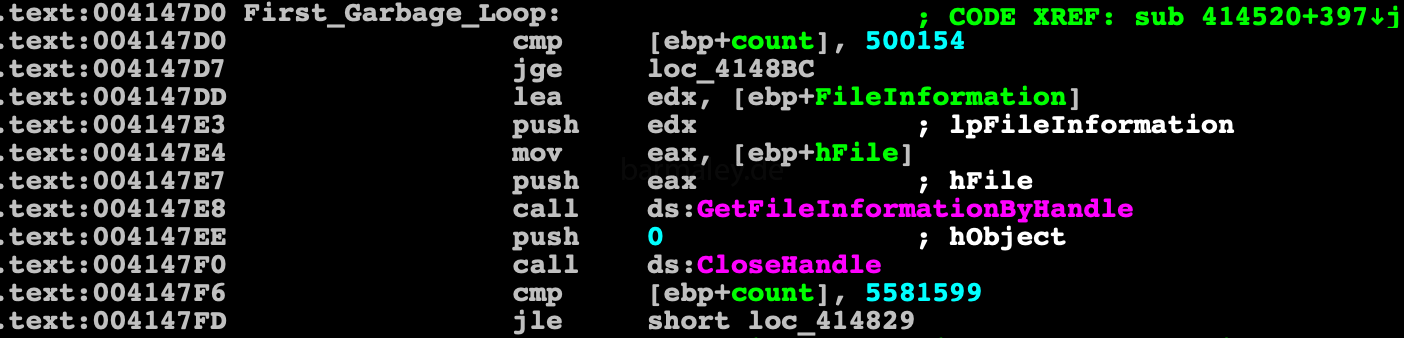 .text:004147D0 First_Garbage_Loop: ; CODE XREF: sub 414520+397↓j
.text:004147D0 cmp [ebp+count], 500154
.text:004147D7 jge loc_4148BC
.text:004147DD lea edx, [ebp+FileInformation]
.text:004147E3 push edx ; lpFileInformation
.text:004147E4 mov eax, [ebp+hFile]
.text:004147E7 push eax ; hFile
.text:004147E8 call ds:GetFileInformationByHandle
.text:004147EE push 0 ; hObject
.text:004147F0 call ds:CloseHandle
.text:004147F6 cmp [ebp+count], 5581599
.text:004147FD jle short loc_414829